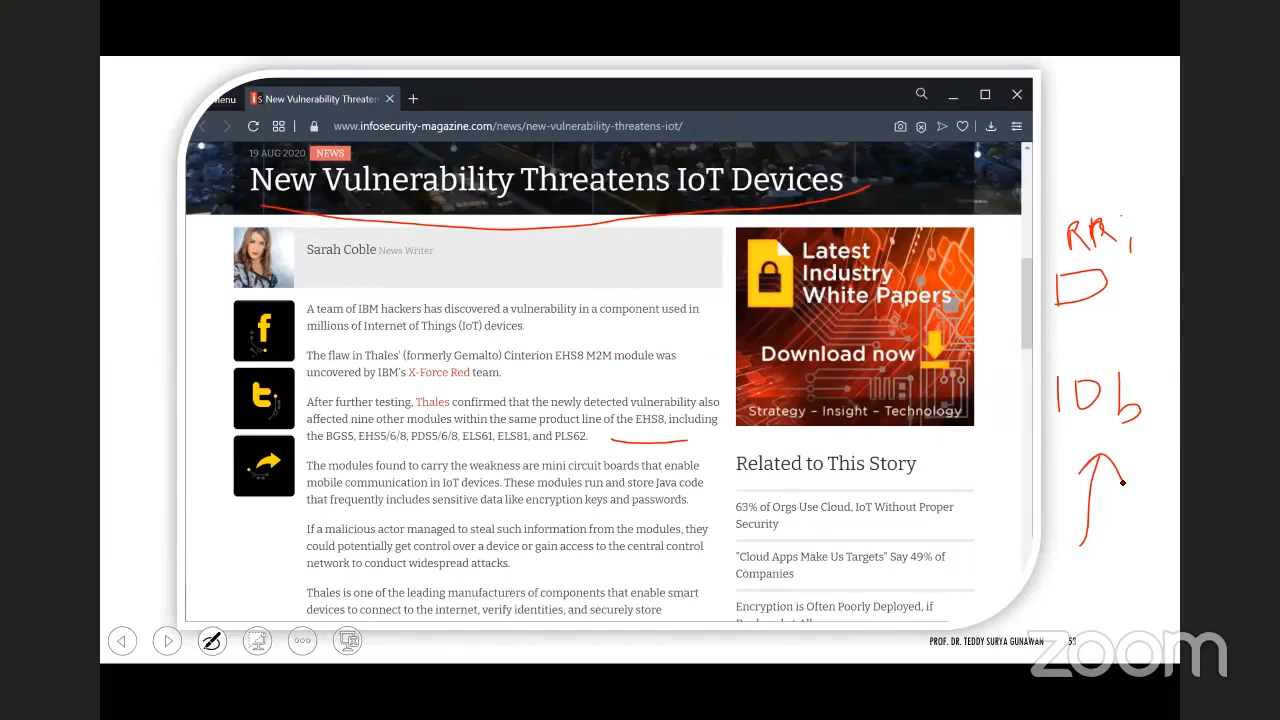 Menu
New Vulnerability Threaten
www.infosecurity-magazine.com/news/new-vulnerability-threatens-iot/
19 AUG 2020 NEWS
New Vulnerability Threatens IoT Devices
Sarah Coble News Writer
A team of IBM hackers has discovered a vulnerability in a component used in
millions of Internet of Things (IoT) devices.
The flaw in Thales' (formerly Gemalto) Cinterion EHS8 M2M module was
uncovered by IBM's X-Force Red team.
After further testing, Thales confirmed that the newly detected vulnerability also
affected nine other modules within the same product line of the EHS8, including
the BGS5, EHS5/6/8, PDS5/6/8, ELS61, ELS81, and PLS62.
The modules found to carry the weakness are mini circuit boards that enable
mobile communication in IoT devices. These modules run and store Java code
that frequently includes sensitive data like encryption keys and passwords.
If a malicious actor managed to steal such information from the modules, they
could potentially get control over a device or gain access to the central control
network to conduct widespread attacks.
Thales is one of the leading manufacturers of components that enable smart
devices to connect to the internet, verify identities, and securely store
Latest
Industry
White Papers
Download now
Strategy – Insight – Technology
Related to This Story
63% of Orgs Use Cloud, IoT Without Proper
Security
"Cloud Apps Make Us Targets" Say 49% of
Companies
Encryption is Often Poorly Deployed, if
D
10 b
PROF. DR. TEDDY SURYA GUNAWAN 53
zoom